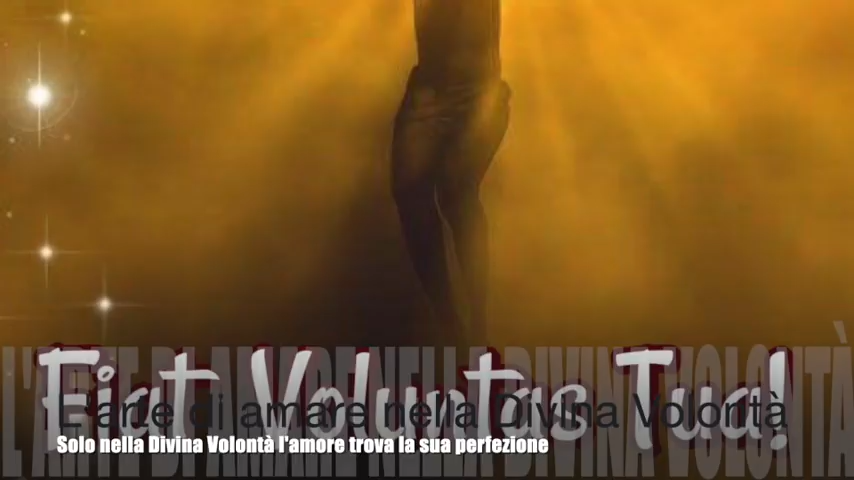 L'ARTE DI AMARE NELLA DIVINA VOLONTÀ
Fiat Voluntas Tua!
L'arte di amare nella Divina Volontà
Solo nella Divina Volontà l'amore trova la sua perfezione